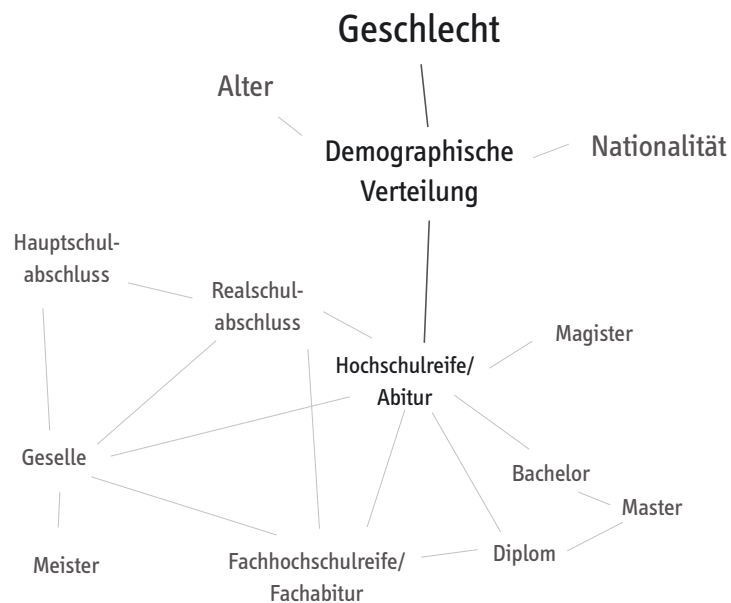 Geschlecht
Alter
Demographische
Verteilung
Nationalität
Hauptschul-
abschluss
Realschul-
abschluss
Magister
Hochschulreife/
Abitur
Geselle
Bachelor
Master
Meister
Fachhochschulreife/
Fachabitur
Diplom